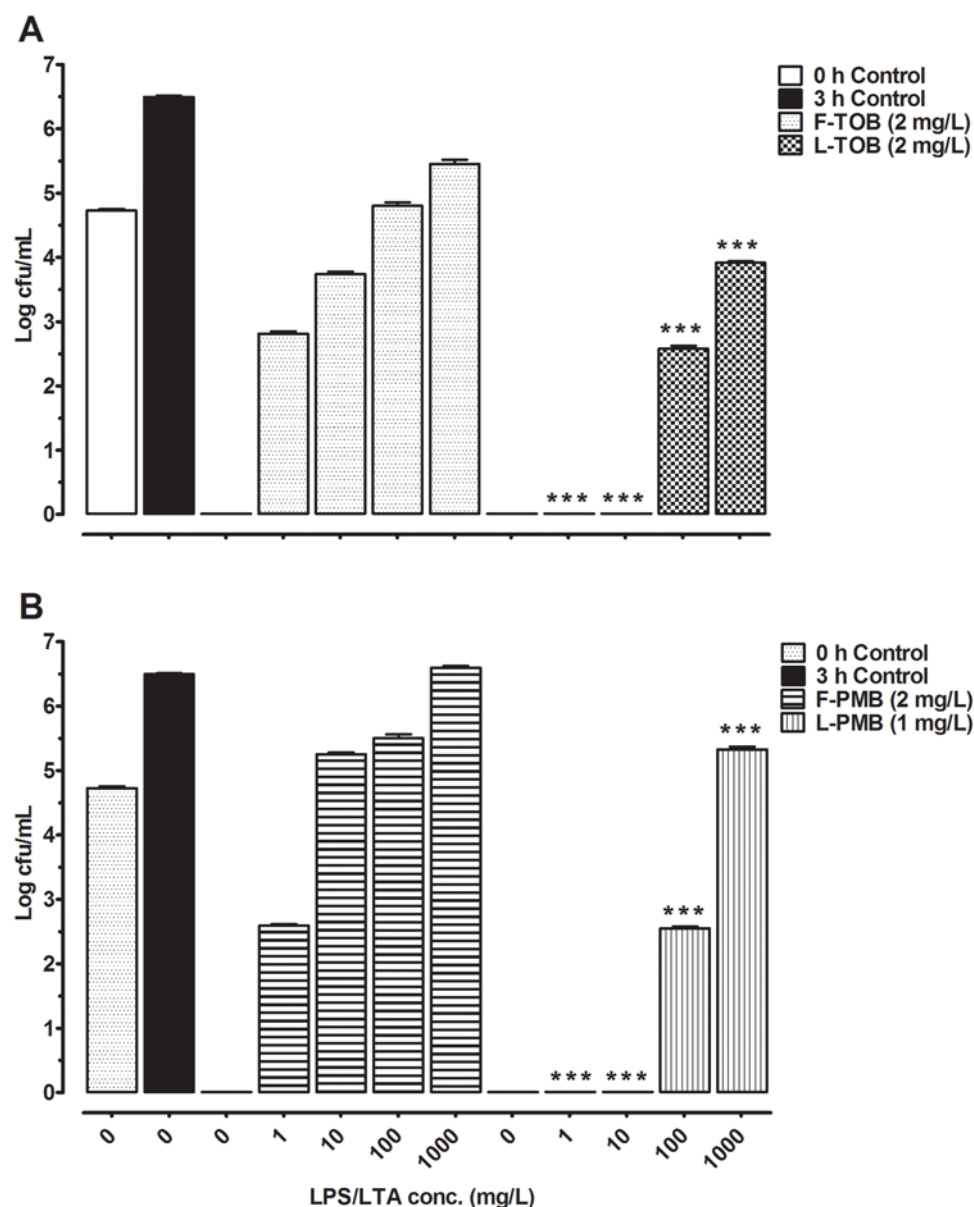 A
7
6
5
4
3
2
1
0
Log cfu/mL
0 h Control
3 h Control
F-TOB (2 mg/L)
L-TOB (2 mg/L)
*** *** *** ***
B
7
6
5
4
3
2
1
0
Log cfu/mL
0 h Control
3 h Control
F-PMB (2 mg/L)
L-PMB (1 mg/L)
*** *** *** ***
0 0 0 1 10 100 1000 0 1 10 100 1000
LPS/LTA conc. (mg/L)